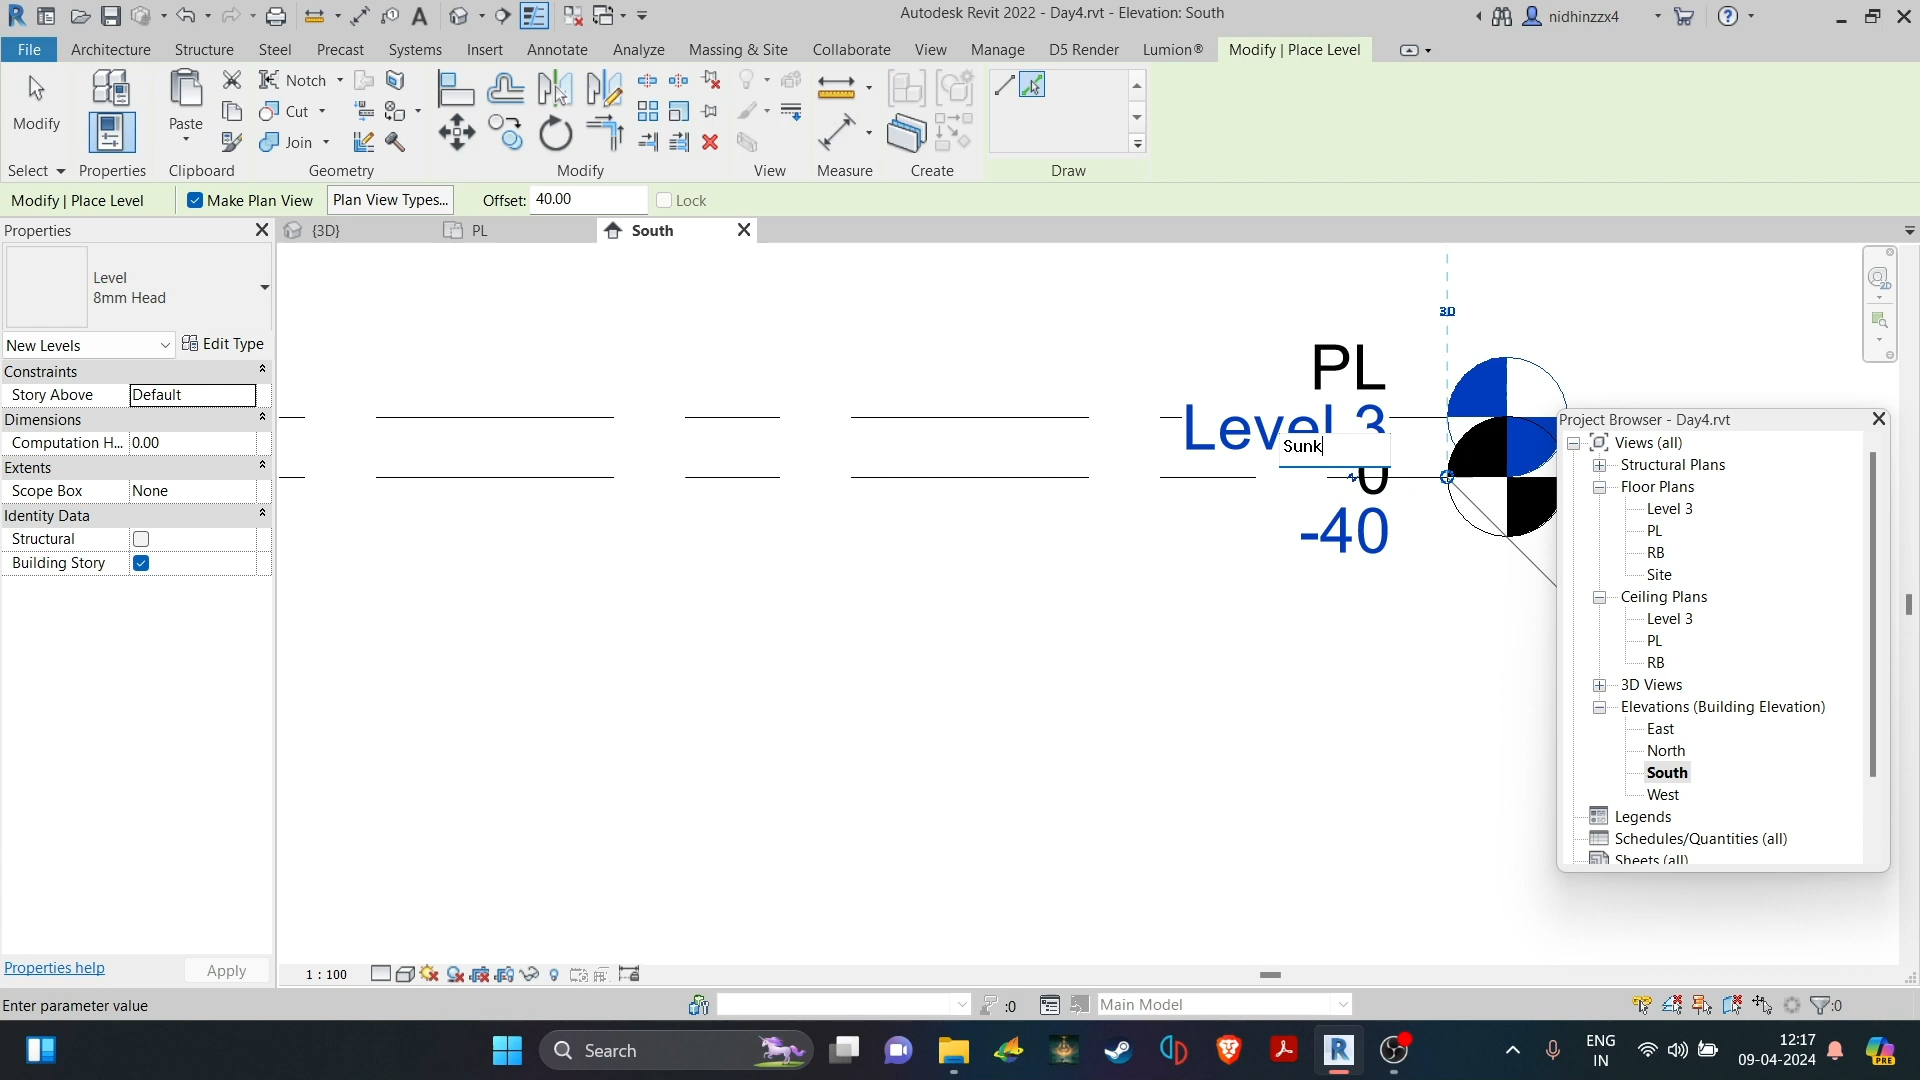 Autodesk Revit 2022 - Day4.rvt - Elevation: South
nidhinzzx4
File Architecture Structure Steel Precast Systems Insert Annotate Analyze Massing & Site Collaborate View Manage D5 Render Lumion® Modify | Place Level
Modify
Paste
Notch
Cut
Join
Select Properties Clipboard Geometry Modify View Measure Create Draw
Modify | Place Level Make Plan View Plan View Types... Offset: 40.00 Lock
Properties
{3D} PL South
Level
8mm Head
New Levels Edit Type
Constraints
Story Above Default
Dimensions
Computation H... 0.00
Extents
Scope Box None
Identity Data
Structural
Building Story
Properties help Apply
2D
3D
PL
Level 3
Sunk
0
-40
Project Browser - Day4.rvt
Views (all)
Structural Plans
Floor Plans
Level 3
PL
RB
Site
Ceiling Plans
Level 3
PL
RB
3D Views
Elevations (Building Elevation)
East
North
South
West
Legends
Schedules/Quantities (all)
Sheets (all)
1 : 100
Enter parameter value
:0
Main Model
:0
Search
ENG
IN
12:17
09-04-2024
PRE